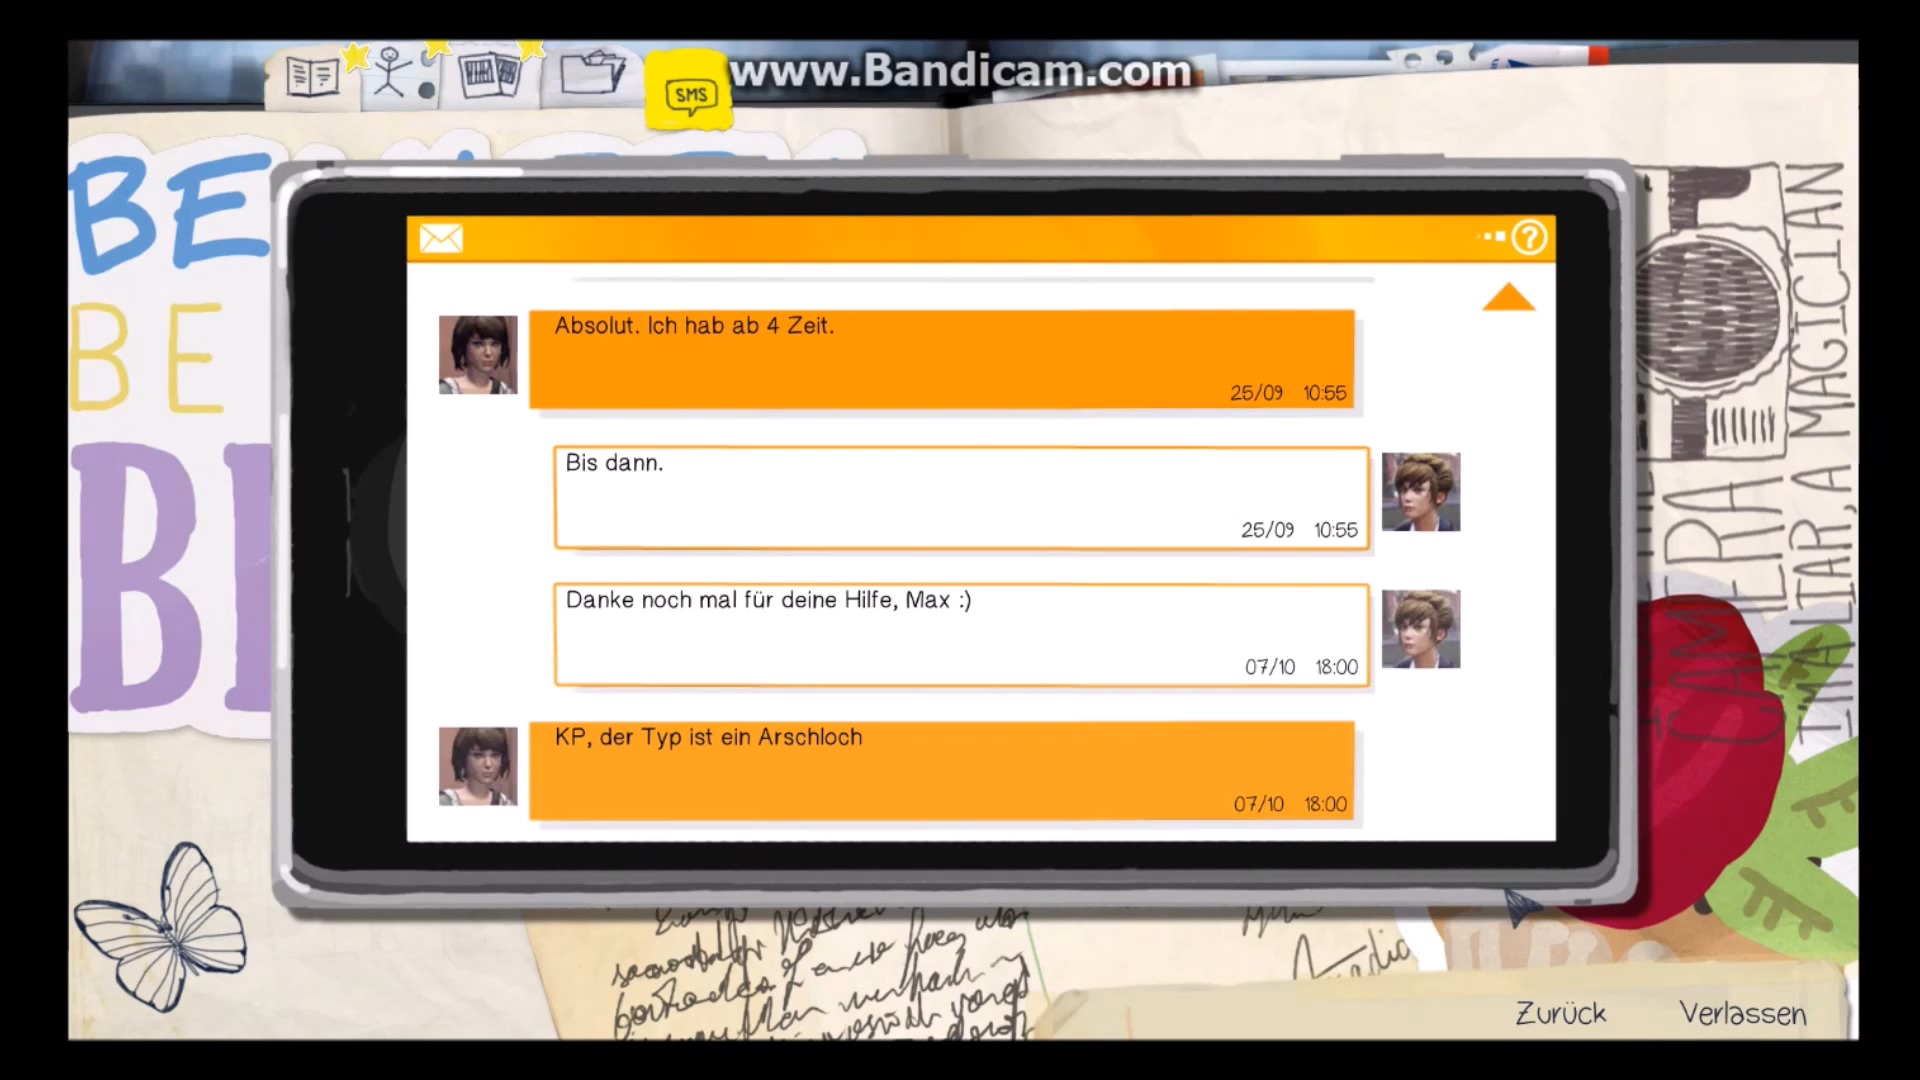 www.Bandicam.com
SMS
BE
BE
?
Absolut. Ich hab ab 4 Zeit.
25/09 10:55
Bis dann.
25/09 10:55
Danke noch mal für deine Hilfe, Max :)
07/10 18:00
KP, der Typ ist ein Arschloch
07/10 18:00
I'M A LIAR, A MAGICIAN
Zurück Verlassen